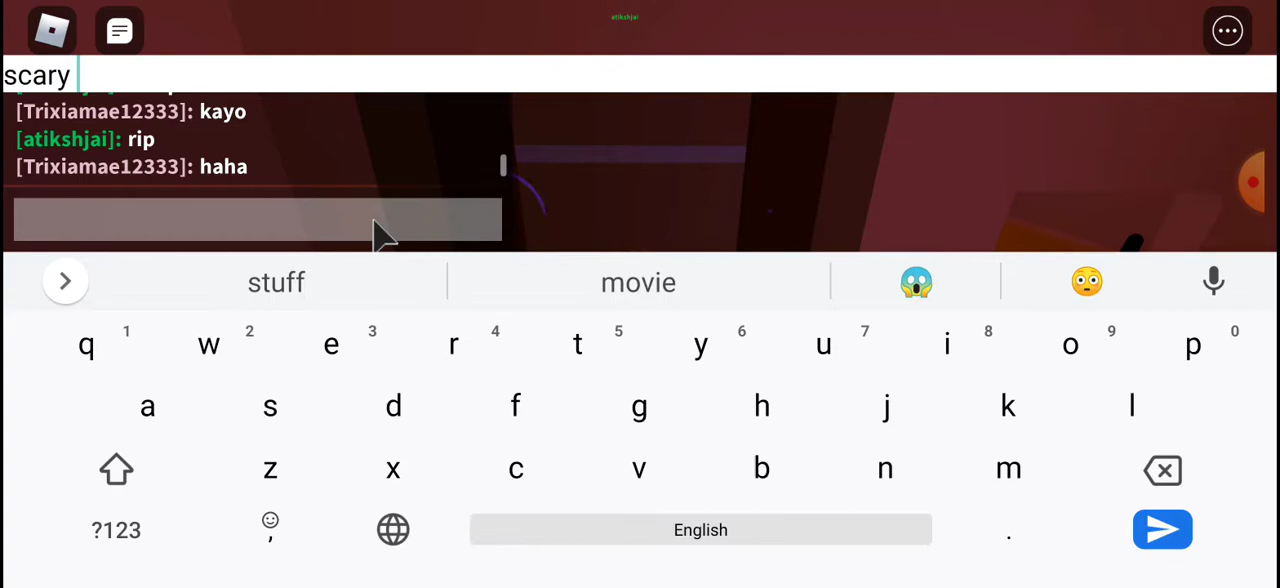 atikshjai
scary
[Trixiamae12333]: kayo
[atikshjai]: rip
[Trixiamae12333]: haha
stuff movie
q 1 w 2 e 3 r 4 t 5 y 6 u 7 i 8 o 9 p 0
a s d f g h j k l
z x c v b n m
?123 , English .